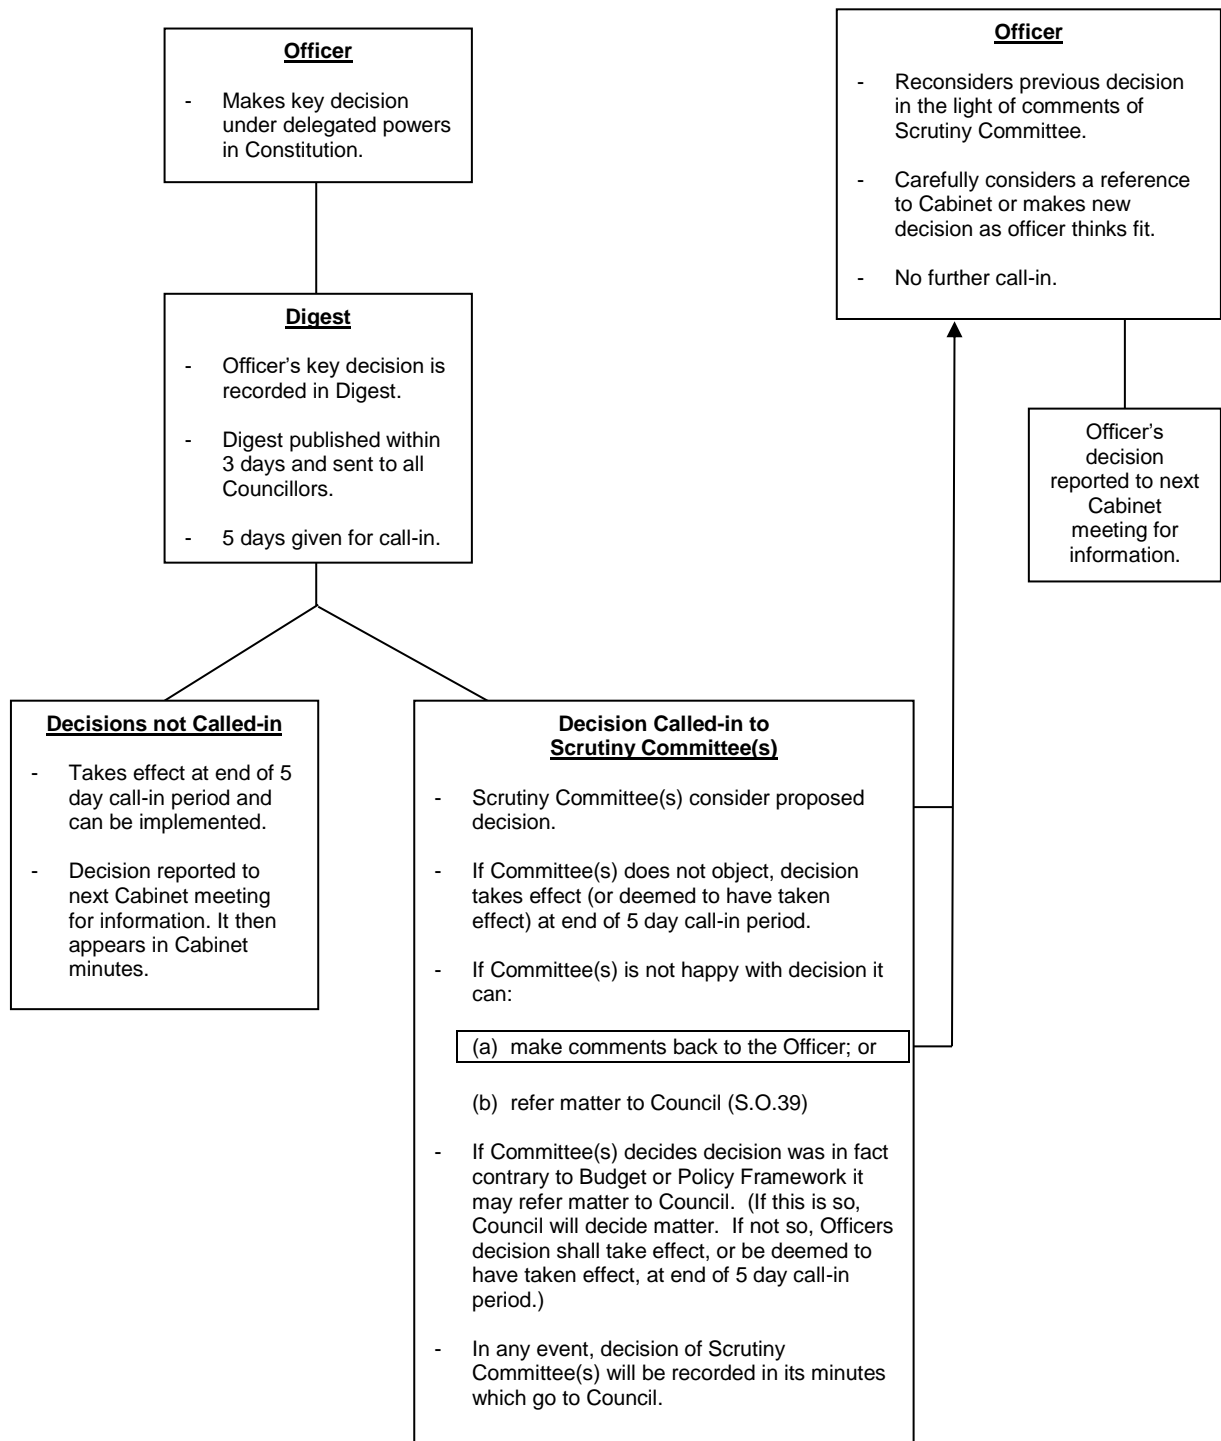 Officer
- Makes key decision
under delegated powers
in Constitution.
Digest
- Officer’s key decision is
recorded in Digest.
- Digest published within
3 days and sent to all
Councillors.
- 5 days given for call-in.
Decisions not Called-in
- Takes effect at end of 5
day call-in period and
can be implemented.
- Decision reported to
next Cabinet meeting
for information. It then
appears in Cabinet
minutes.
Decision Called-in to
Scrutiny Committee(s)
- Scrutiny Committee(s) consider proposed
decision.
- If Committee(s) does not object, decision
takes effect (or deemed to have taken
effect) at end of 5 day call-in period.
- If Committee(s) is not happy with decision it
can:
(a) make comments back to the Officer; or
(b) refer matter to Council (S.O.39)
- If Committee(s) decides decision was in fact
contrary to Budget or Policy Framework it
may refer matter to Council. (If this is so,
Council will decide matter. If not so, Officers
decision shall take effect, or be deemed to
have taken effect, at end of 5 day call-in
period.)
- In any event, decision of Scrutiny
Committee(s) will be recorded in its minutes
which go to Council.
Officer
- Reconsiders previous decision
in the light of comments of
Scrutiny Committee.
- Carefully considers a reference
to Cabinet or makes new
decision as officer thinks fit.
- No further call-in.
Officer’s
decision
reported to next
Cabinet
meeting for
information.